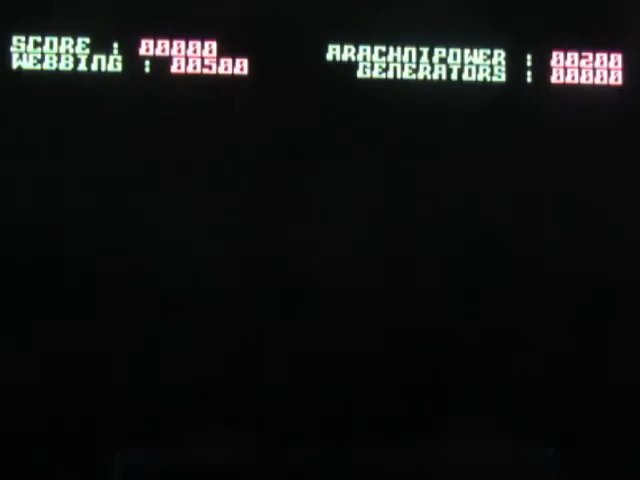 SCORE : 00000
WEBBING : 00500
ARACHNIPOWER : 00200
GENERATORS : 00000